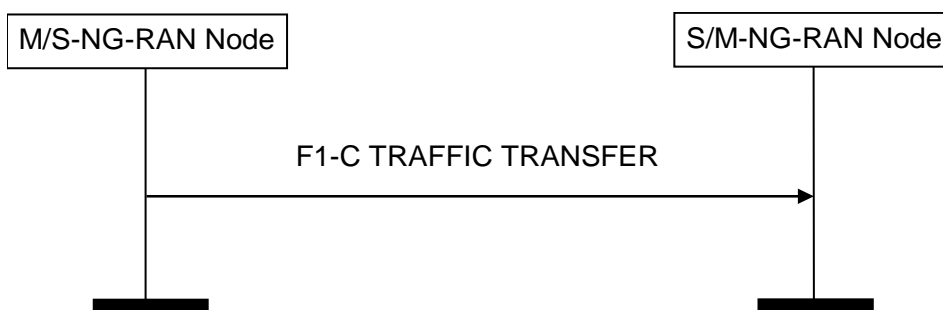 M/S-NG-RAN Node
S/M-NG-RAN Node
F1-C TRAFFIC TRANSFER